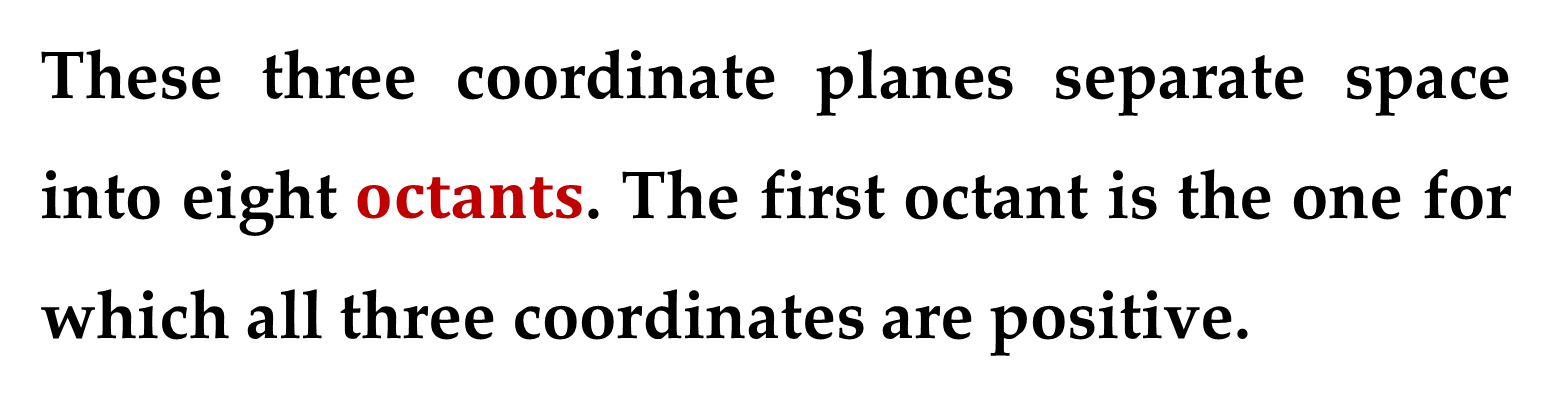 These three coordinate planes separate space
into eight octants. The first octant is the one for
which all three coordinates are positive.